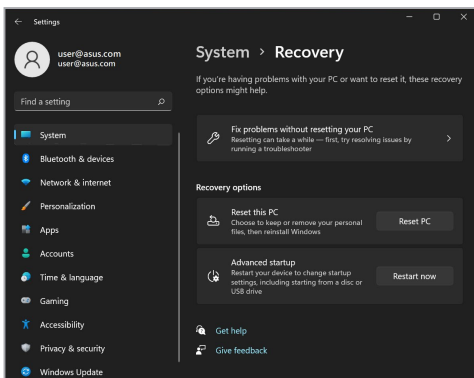 Settings
user@asus.com
user@asus.com
Find a setting
System
Bluetooth & devices
Network & internet
Personalization
Apps
Accounts
Time & language
Gaming
Accessibility
Privacy & security
Windows Update
System > Recovery
If you're having problems with your PC or want to reset it, these recovery
options might help.
Fix problems without resetting your PC
Resetting can take a while — first, try resolving issues by
running a troubleshooter
Recovery options
Reset this PC
Choose to keep or remove your personal
files, then reinstall Windows
Reset PC
Advanced startup
Restart your device to change startup
settings, including starting from a disc or
USB drive
Restart now
Get help
Give feedback